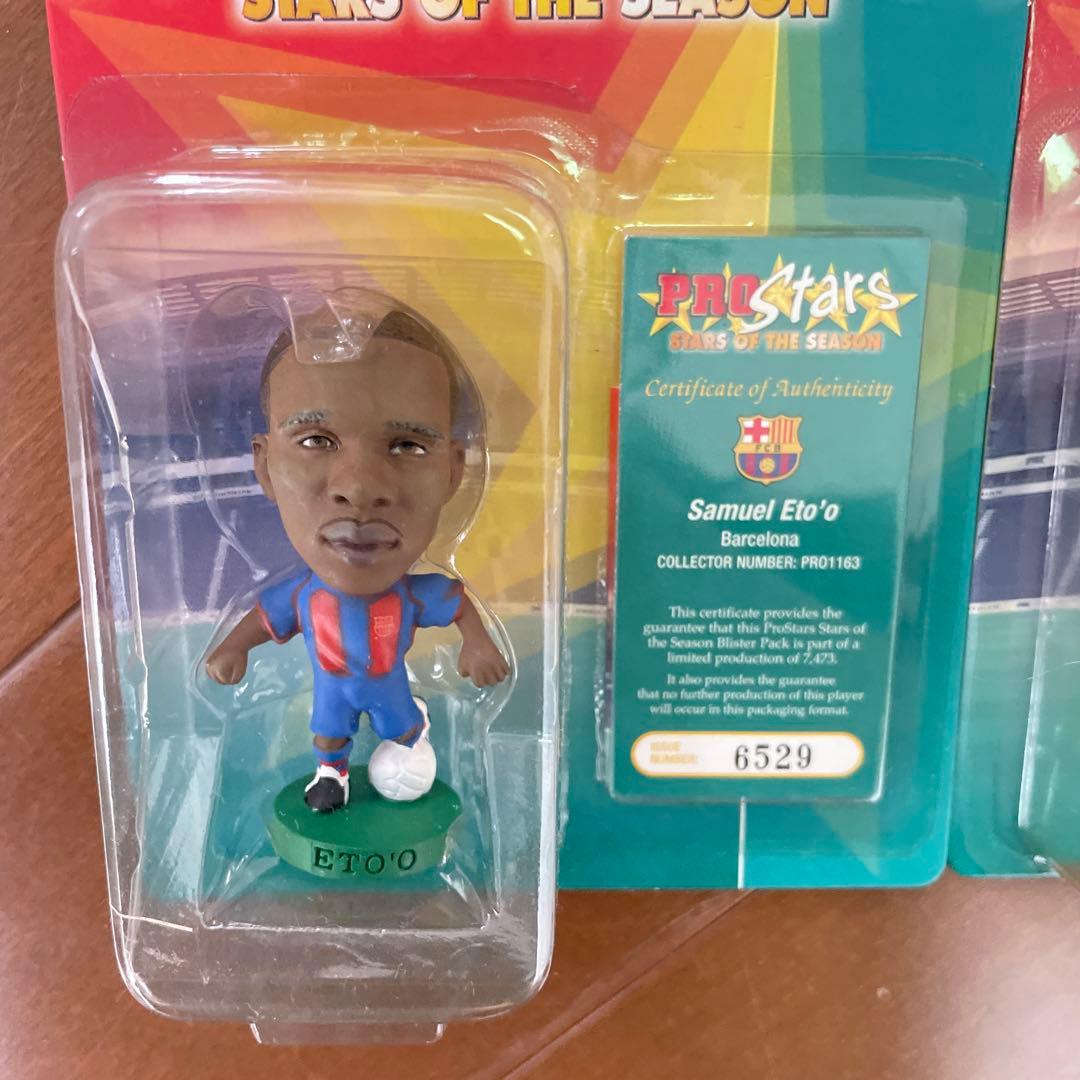 STARS OF THE SEASON
PRO Stars
STARS OF THE SEASON
Certificate of Authenticity
FCB
Samuel Eto'o
Barcelona
COLLECTOR NUMBER: PRO1163
This certificate provides the
guarantee that this ProStars Stars of
the Season Blister Pack is part of a
limited production of 7,473.
It also provides the guarantee
that no further production of this player
will occur in this packaging format.
ISSUE
NUMBER:
6529
ETO'O